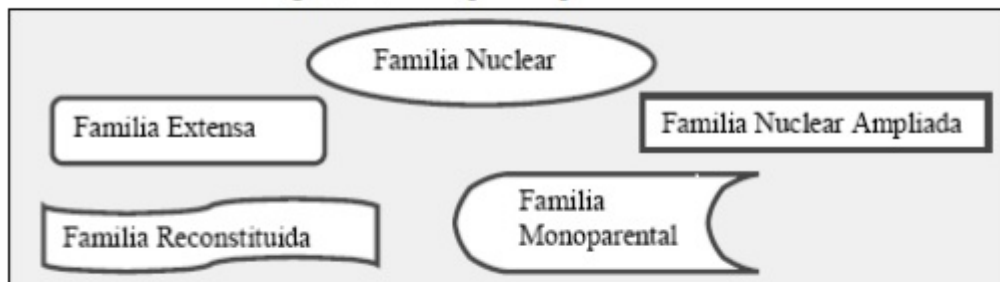 Familia Nuclear
Familia Extensa
Familia Nuclear Ampliada
Familia Reconstituida
Familia
Monoparental